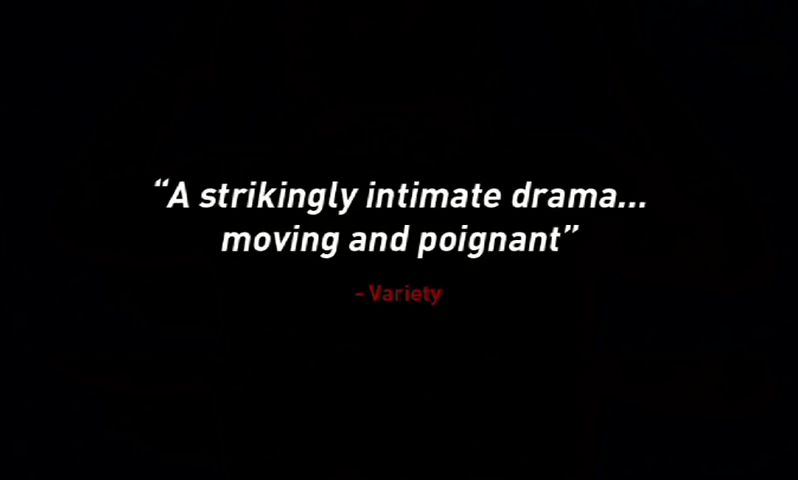 “A strikingly intimate drama...
moving and poignant”
- Variety